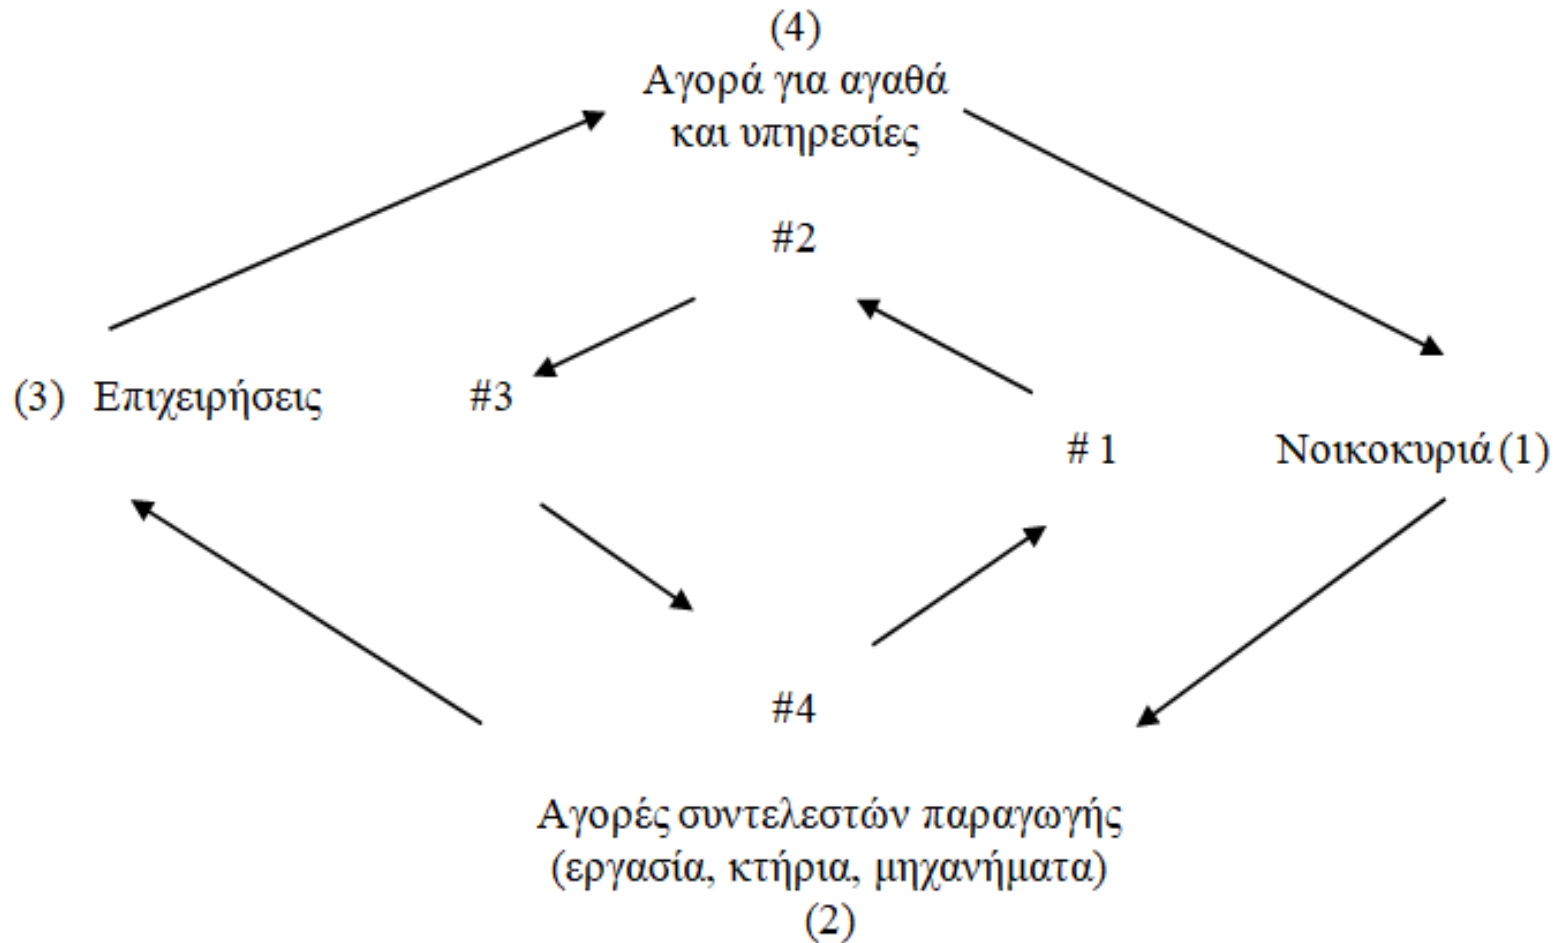 (4)
Αγορά για αγαθά
και υπηρεσίες
#2
(3) Επιχειρήσεις
#3
# 1
Νοικοκυριά (1)
#4
Αγορές συντελεστών παραγωγής
(εργασία, κτήρια, μηχανήματα)
(2)